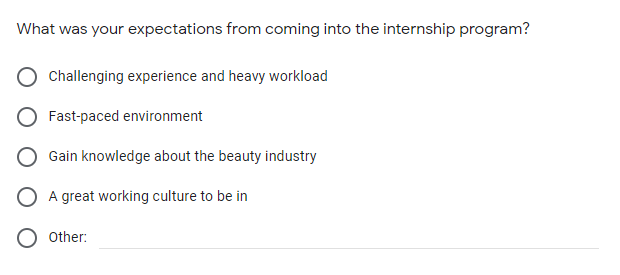 What was your expectations from coming into the internship program?
Challenging experience and heavy workload
Fast-paced environment
Gain knowledge about the beauty industry
A great working culture to be in
Other: